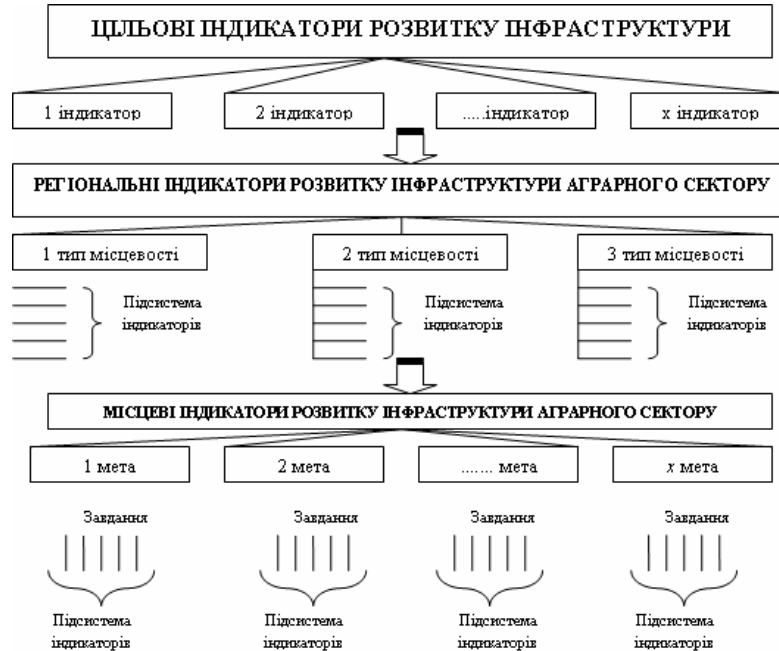 ЦІЛЬОВІ ІНДИКАТОРИ РОЗВИТКУ ІНФРАСТРУКТУРИ
1 індикатор
2 індикатор
.....індикатор
х індикатор
РЕГІОНАЛЬНІ ІНДИКАТОРИ РОЗВИТКУ ІНФРАСТРУКТУРИ АГРАРНОГО СЕКТОРУ
1 тип місцевості
2 тип місцевості
3 тип місцевості
Підсистема
індикаторів
Підсистема
індикаторів
Підсистема
індикаторів
МІСЦЕВІ ІНДИКАТОРИ РОЗВИТКУ ІНФРАСТРУКТУРИ АГРАРНОГО СЕКТОРУ
1 мета
2 мета
....... мета
х мета
Завдання
Завдання
Завдання
Завдання
Підсистема
індикаторів
Підсистема
індикаторів
Підсистема
індикаторів
Підсистема
індикаторів